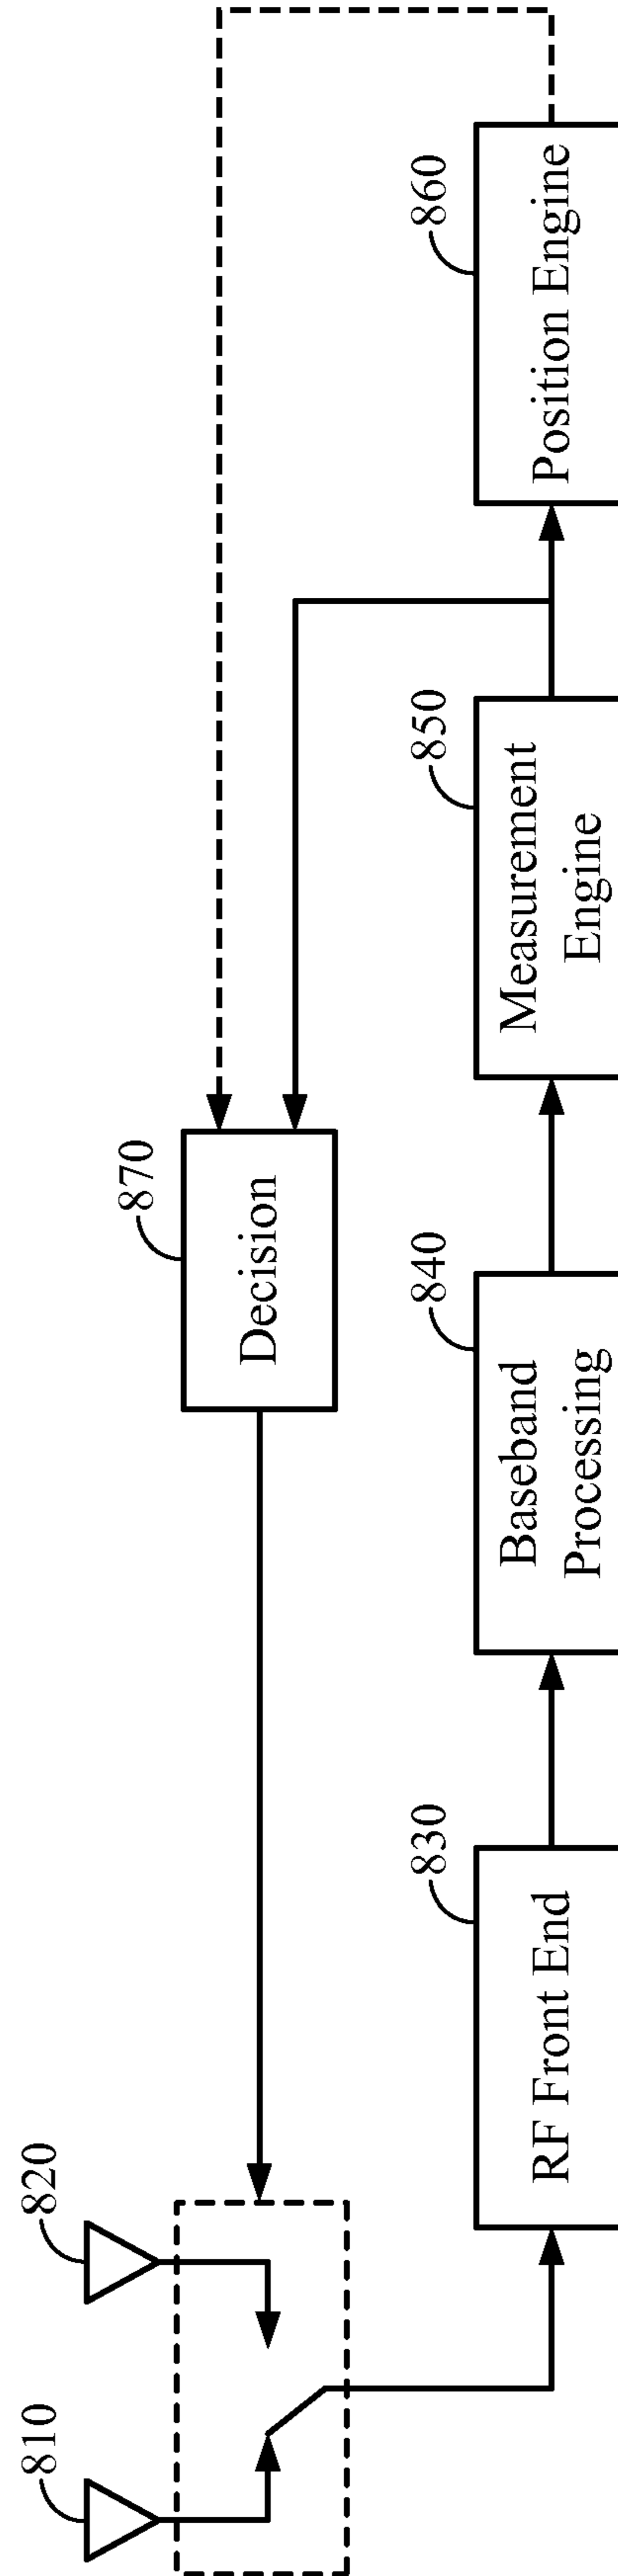 810
820
870
Decision
830
RF Front End
840
Baseband
Processing
850
Measurement
Engine
860
Position Engine